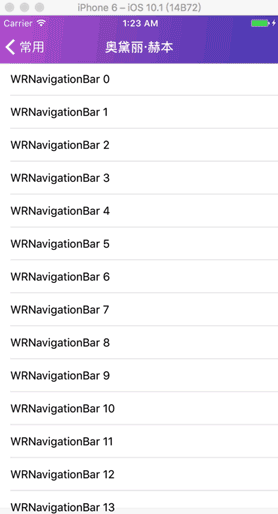 iPhone 6 – iOS 10.1 (14B72)
Carrier 1:23 AM
常用 奥黛丽·赫本
WRNavigationBar 0
WRNavigationBar 1
WRNavigationBar 2
WRNavigationBar 3
WRNavigationBar 4
WRNavigationBar 5
WRNavigationBar 6
WRNavigationBar 7
WRNavigationBar 8
WRNavigationBar 9
WRNavigationBar 10
WRNavigationBar 11
WRNavigationBar 12
WRNavigationBar 13